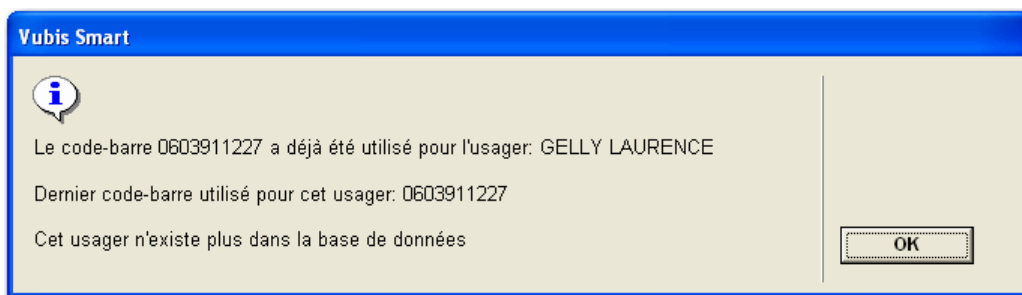 Vubis Smart
Le code-barre 0603911227 a déjà été utilisé pour l'usager: GELLY LAURENCE
Dernier code-barre utilisé pour cet usager: 0603911227
Cet usager n'existe plus dans la base de données
OK